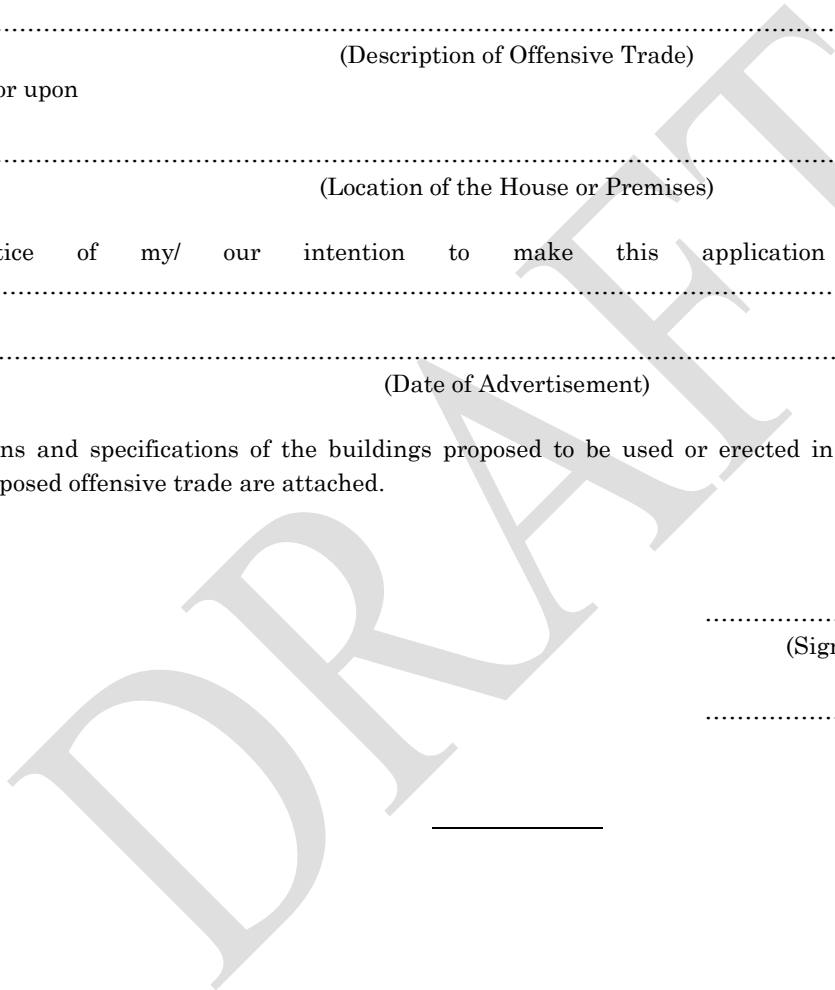 (Description of Offensive Trade)
or upon
(Location of the House or Premises)
tice of my/ our intention to make this application
(Date of Advertisement)
ns and specifications of the buildings proposed to be used or erected in
posed offensive trade are attached.
(Sign
DRAFT